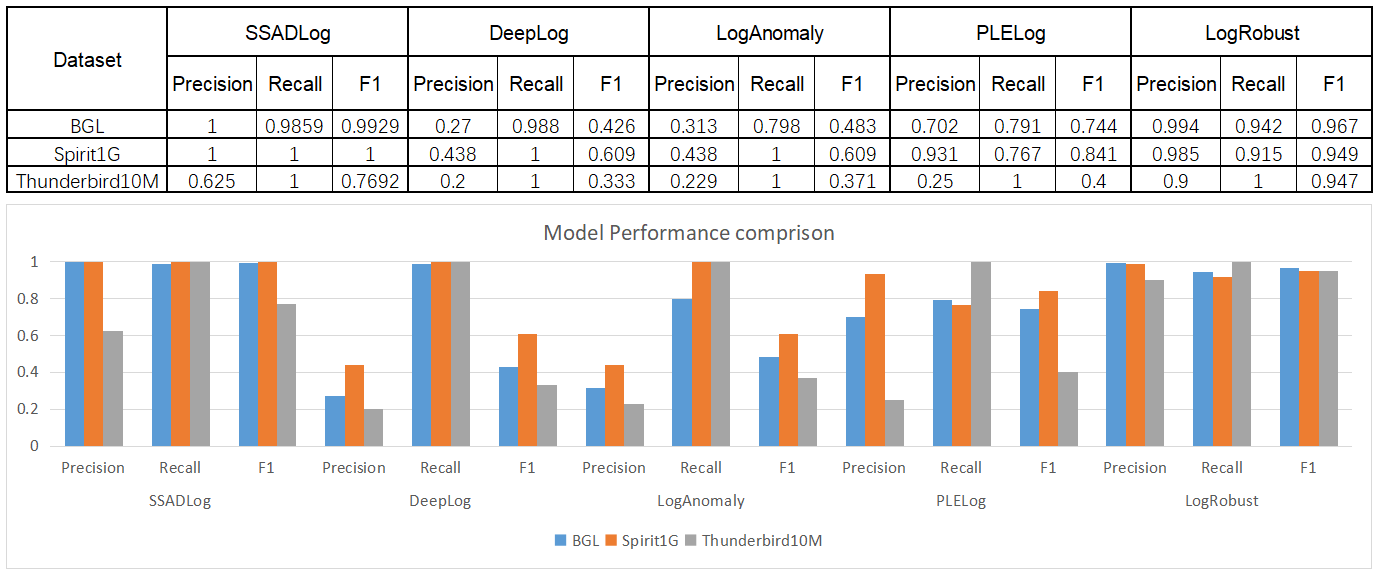 Dataset SSADLog DeepLog LogAnomaly PLELog LogRobust
Precision Recall F1 Precision Recall F1 Precision Recall F1 Precision Recall F1 Precision Recall F1
BGL 1 0.9859 0.9929 0.27 0.988 0.426 0.313 0.798 0.483 0.702 0.791 0.744 0.994 0.942 0.967
Spirit1G 1 1 1 0.438 1 0.609 0.438 1 0.609 0.931 0.767 0.841 0.985 0.915 0.949
Thunderbird10M 0.625 1 0.7692 0.2 1 0.333 0.229 1 0.371 0.25 1 0.4 0.9 1 0.947
Model Performance comprison
1
0.8
0.6
0.4
0.2
0
Precision Recall F1 Precision Recall F1 Precision Recall F1 Precision Recall F1 Precision Recall F1
SSADLog DeepLog LogAnomaly PLELog LogRobust
BGL Spirit1G Thunderbird10M